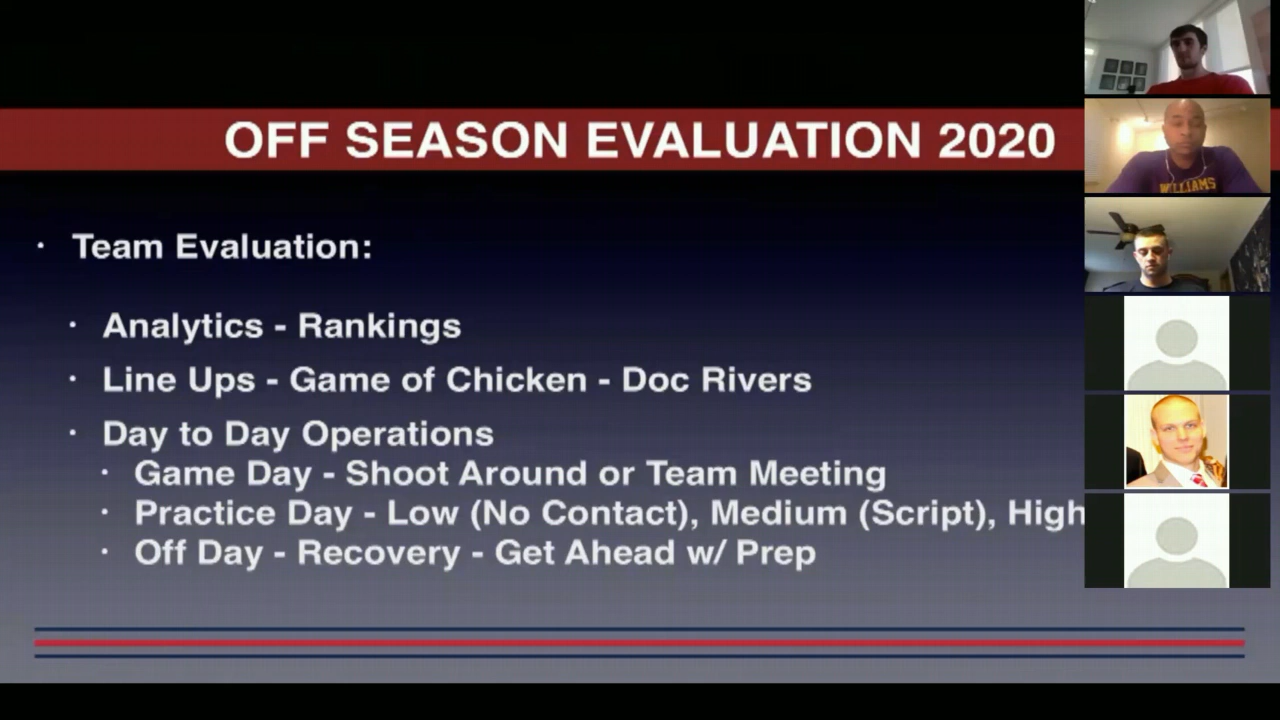 OFF SEASON EVALUATION 2020
• Team Evaluation:
• Analytics - Rankings
• Line Ups - Game of Chicken - Doc Rivers
• Day to Day Operations
• Game Day - Shoot Around or Team Meeting
• Practice Day - Low (No Contact), Medium (Script), High
• Off Day - Recovery - Get Ahead w/ Prep
WILLIAMS